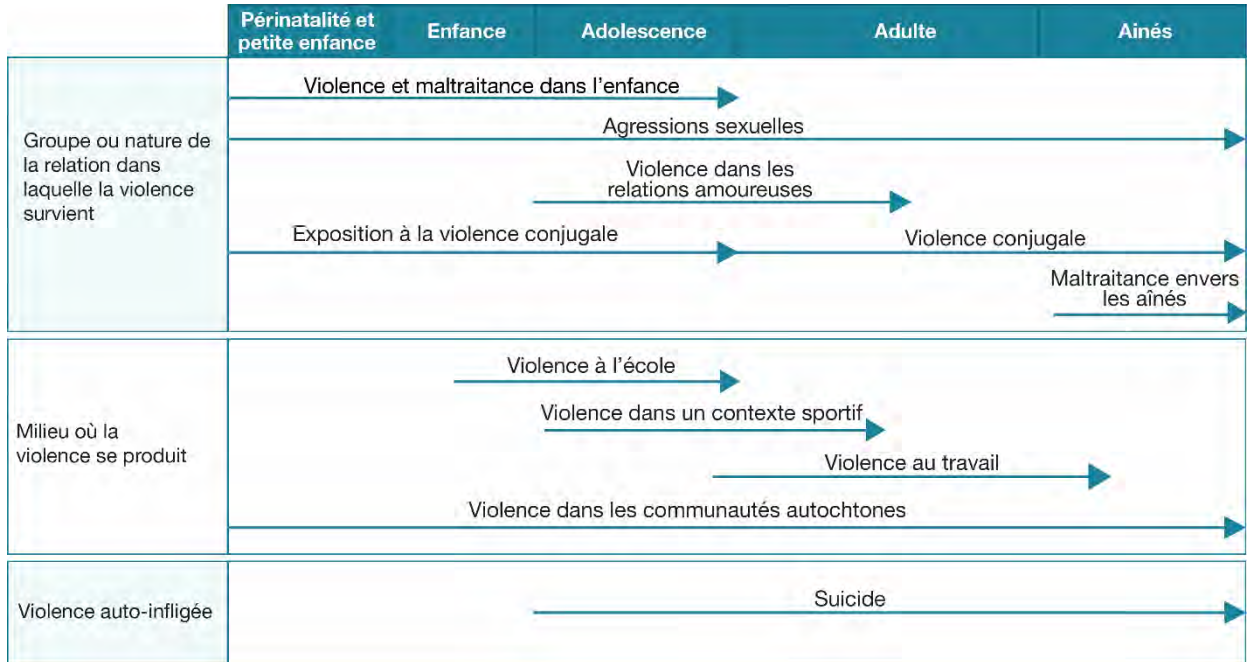 Périnatalité et
petite enfance
Enfance
Adolescence
Adulte
Ainés
Groupe ou nature de
la relation dans
laquelle la violence
survient
Violence et maltraitance dans l'enfance
Agressions sexuelles
Violence dans les
relations amoureuses
Exposition à la violence conjugale
Violence conjugale
Maltraitance envers
les aînés
Milieu où la
violence se produit
Violence à l'école
Violence dans un contexte sportif
Violence au travail
Violence dans les communautés autochtones
Violence auto-infligée
Suicide